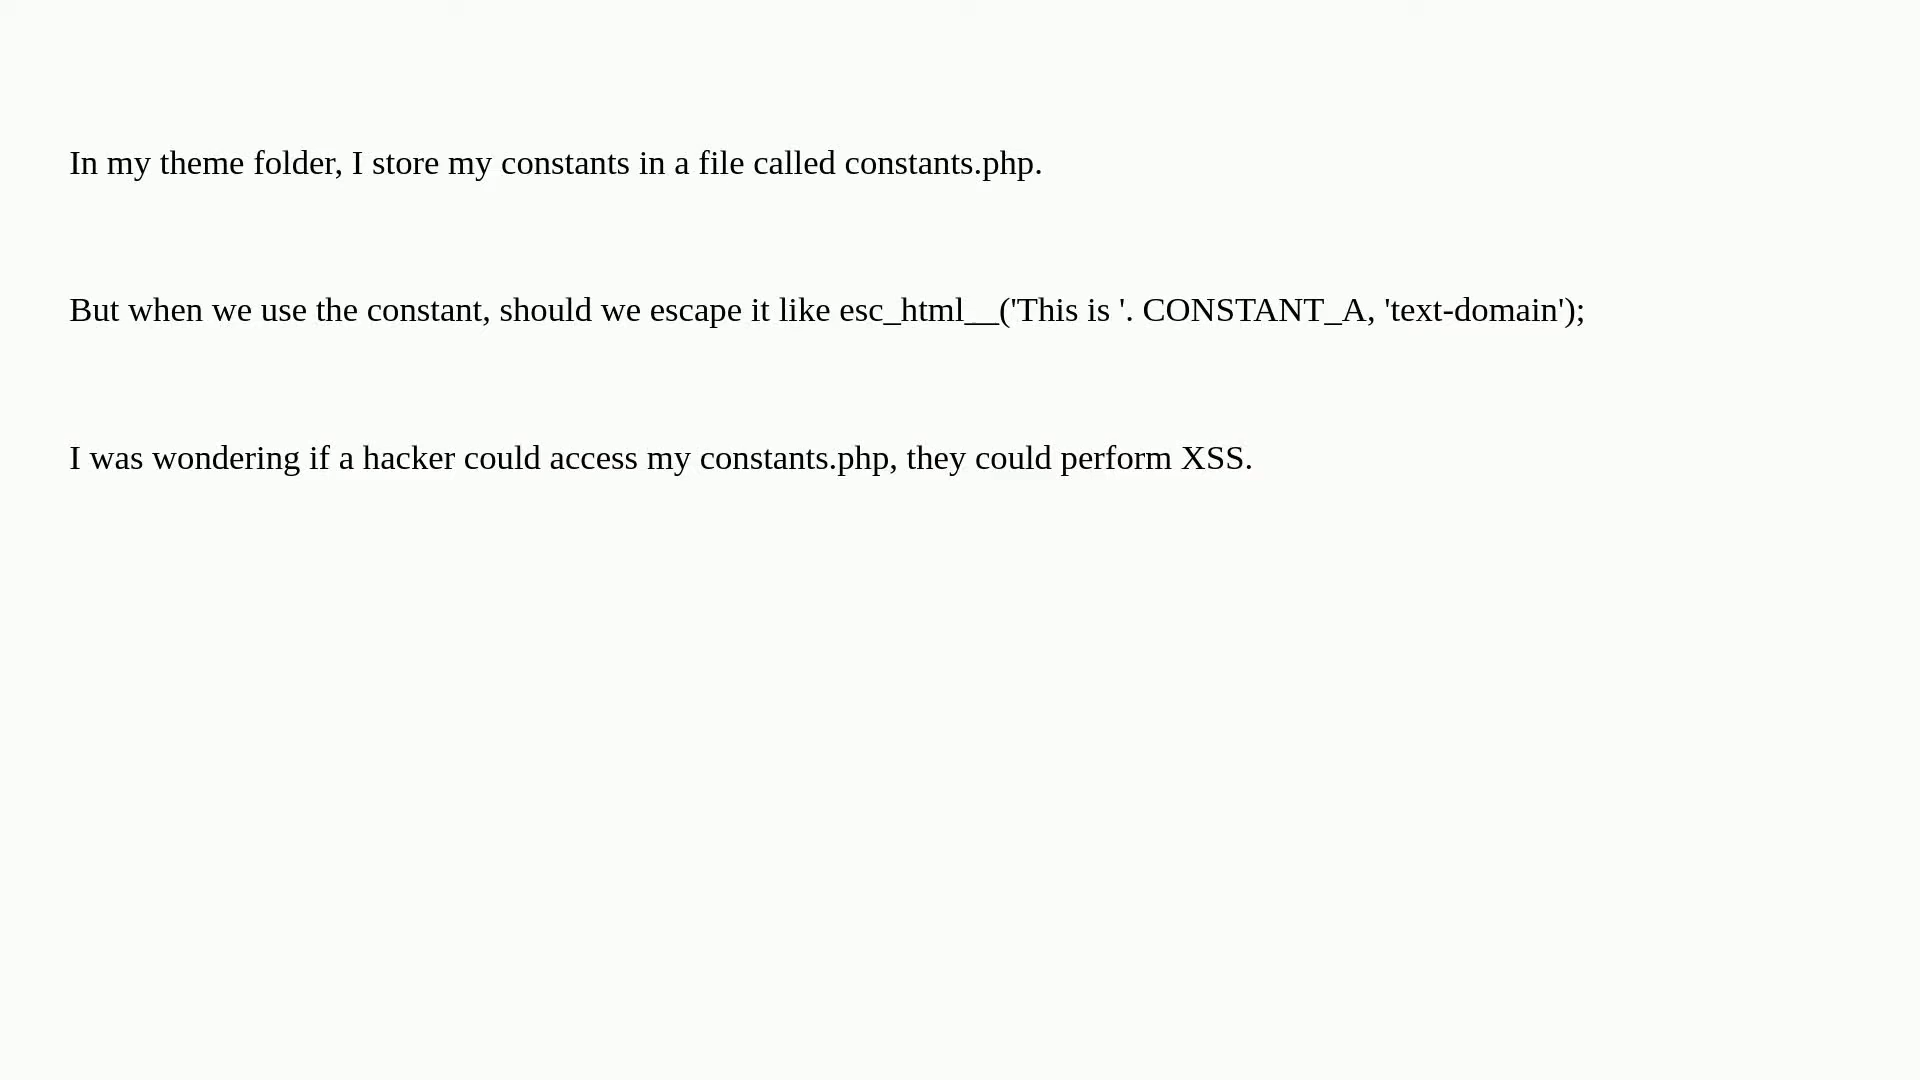 In my theme folder, I store my constants in a file called constants.php.
But when we use the constant, should we escape it like esc_html__('This is '. CONSTANT_A, 'text-domain');
I was wondering if a hacker could access my constants.php, they could perform XSS.